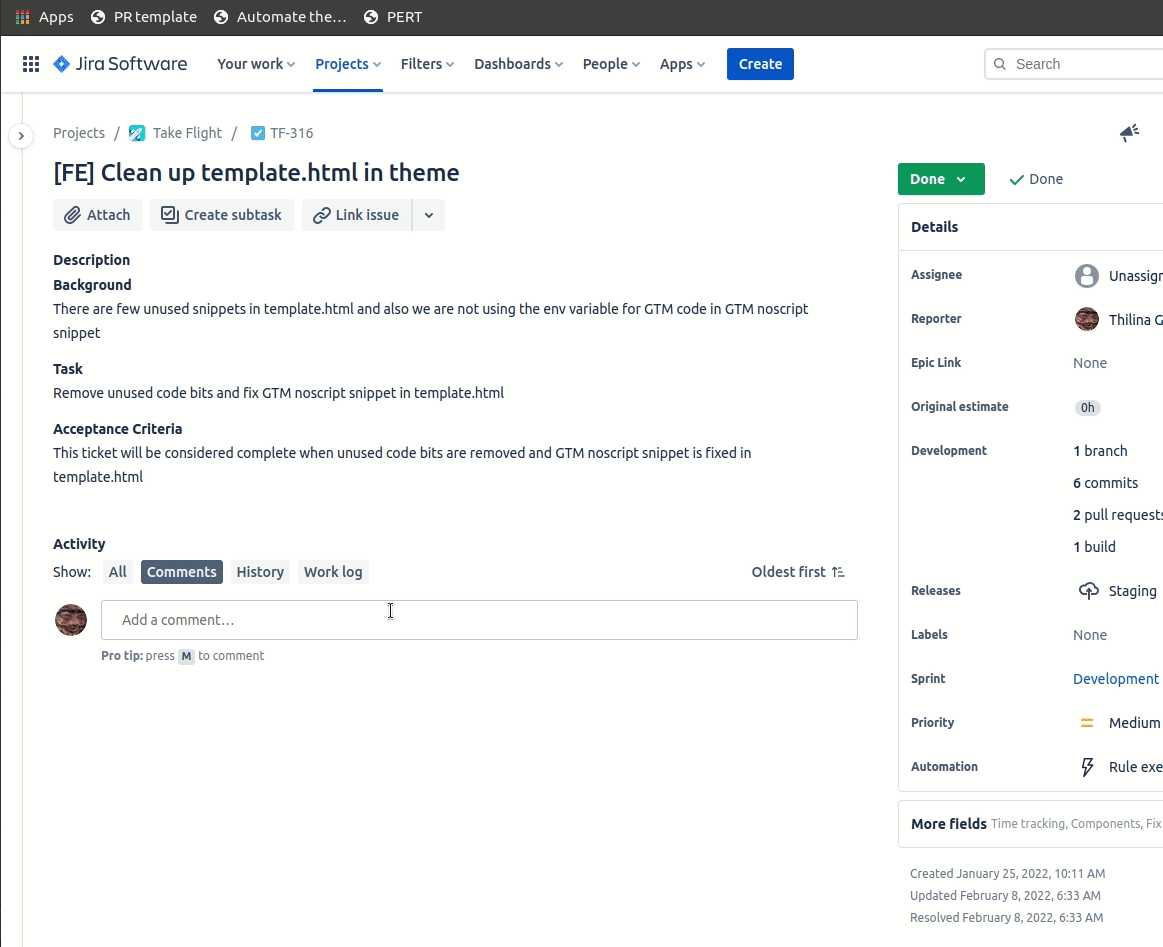 Apps PR template Automate the... PERT
Jira Software Your work Projects Filters Dashboards People Apps Create Search
Projects / Take Flight / TF-316
[FE] Clean up template.html in theme
Attach Create subtask Link issue
Description
Background
There are few unused snippets in template.html and also we are not using the env variable for GTM code in GTM noscript
snippet
Task
Remove unused code bits and fix GTM noscript snippet in template.html
Acceptance Criteria
This ticket will be considered complete when unused code bits are removed and GTM noscript snippet is fixed in
template.html
Activity
Show: All Comments History Work log Oldest first
Add a comment...
Pro tip: press M to comment
Done Done
Details
Assignee Unassign
Reporter Thilina G
Epic Link None
Original estimate 0h
Development 1 branch
6 commits
2 pull requests
1 build
Releases Staging
Labels None
Sprint Development
Priority Medium
Automation Rule exe
More fields Time tracking, Components, Fix
Created January 25, 2022, 10:11 AM
Updated February 8, 2022, 6:33 AM
Resolved February 8, 2022, 6:33 AM